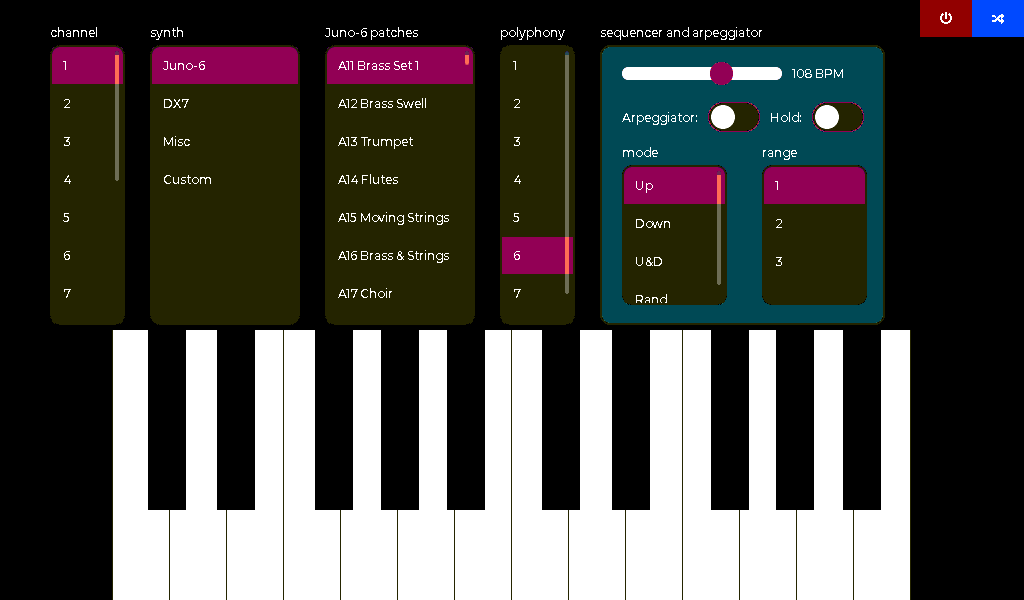 channel
synth
Juno-6 patches
polyphony
sequencer and arpeggiator
1
2
3
4
5
6
7
Juno-6
DX7
Misc
Custom
A11 Brass Set 1
A12 Brass Swell
A13 Trumpet
A14 Flutes
A15 Moving Strings
A16 Brass & Strings
A17 Choir
1
2
3
4
5
6
7
108 BPM
Arpeggiator:
Hold:
mode
range
Up
Down
U&D
Rand
1
2
3